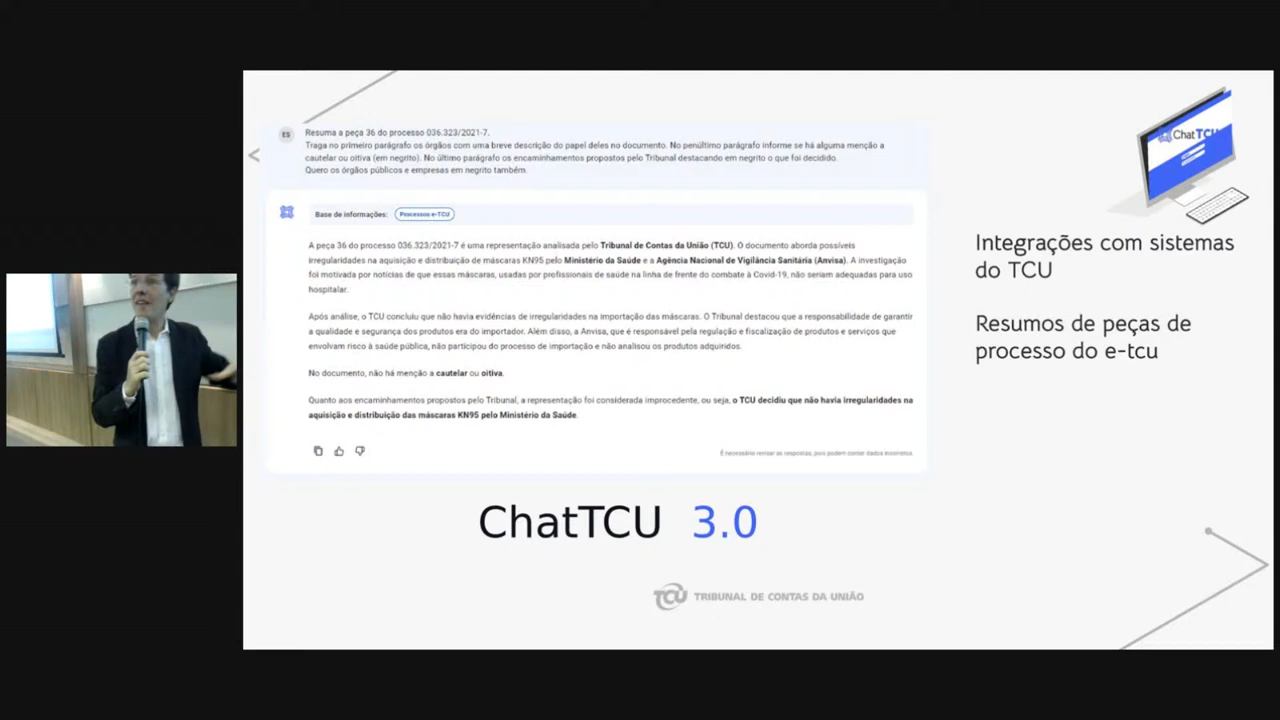 ES
Resuma a peça 36 do processo 036.323/2021-7.
Traga no primeiro parágrafo os órgãos com uma breve descrição do papel deles no documento. No penúltimo parágrafo informe se há alguma menção a
cautelar ou oitiva (em negrito). No último parágrafo os encaminhamentos propostos pelo Tribunal destacando em negrito o que foi decidido.
Quero os órgãos públicos e empresas em negrito também.
Base de informações: Processos e-TCU
A peça 36 do processo 036.323/2021-7 é uma representação analisada pelo Tribunal de Contas da União (TCU). O documento aborda possíveis
irregularidades na aquisição e distribuição de máscaras KN95 pelo Ministério da Saúde e a Agência Nacional de Vigilância Sanitária (Anvisa). A investigação
foi motivada por notícias de que essas máscaras, usadas por profissionais de saúde na linha de frente do combate à Covid-19, não seriam adequadas para uso
hospitalar.
Após análise, o TCU concluiu que não havia evidências de irregularidades na importação das máscaras. O Tribunal destacou que a responsabilidade de garantir
a qualidade e segurança dos produtos era do importador. Além disso, a Anvisa, que é responsável pela regulação e fiscalização de produtos e serviços que
envolvam risco à saúde pública, não participou do processo de importação e não analisou os produtos adquiridos.
No documento, não há menção a cautelar ou oitiva.
Quanto aos encaminhamentos propostos pelo Tribunal, a representação foi considerada improcedente, ou seja, o TCU decidiu que não havia irregularidades na
aquisição e distribuição das máscaras KN95 pelo Ministério da Saúde.
É necessário revisar as respostas, pois podem conter dados incorretos.
ChatTCU 3.0
TCU TRIBUNAL DE CONTAS DA UNIÃO
Chat TCU
Integrações com sistemas
do TCU
Resumos de peças de
processo do e-tcu